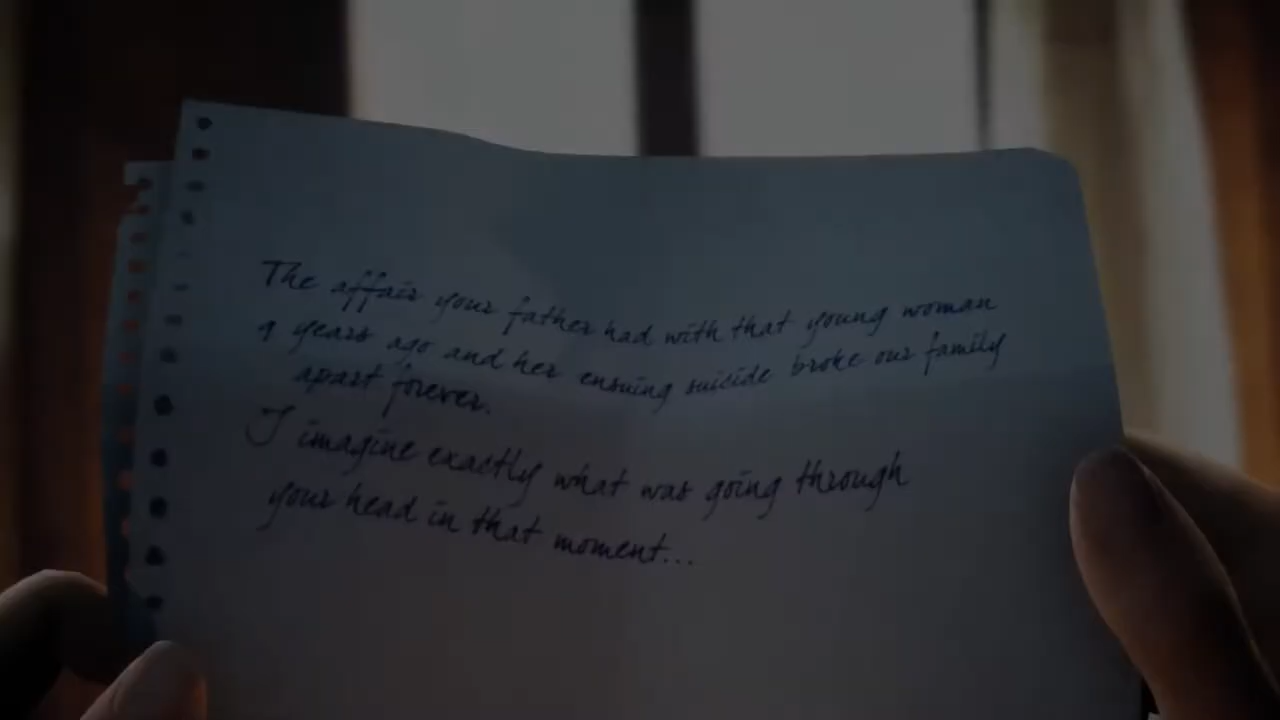 The affair your father had with that young woman
9 years ago and her ensuing suicide broke our family
apart forever.
I imagine exactly what was going through
your head in that moment...